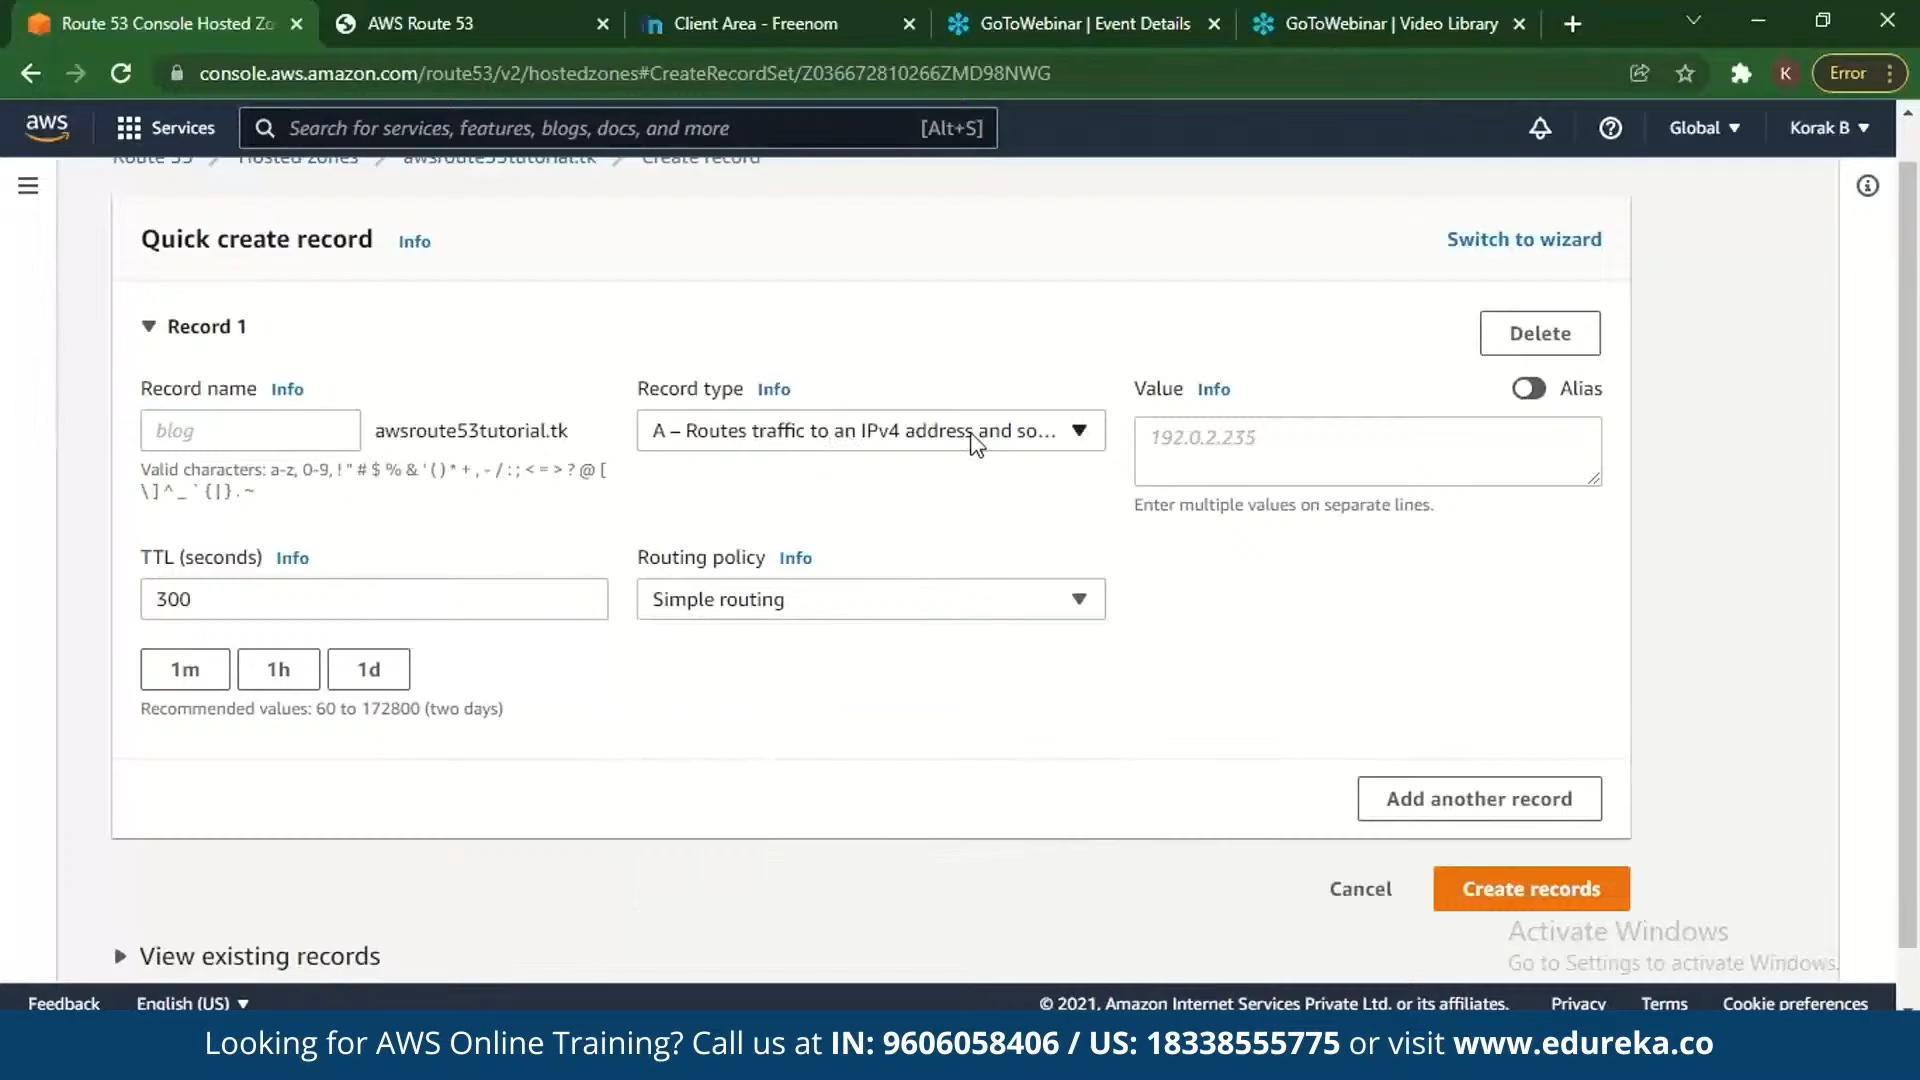 Route 53 Console Hosted Zo
AWS Route 53
Client Area - Freenom
GoToWebinar | Event Details
GoToWebinar | Video Library
console.aws.amazon.com/route53/v2/hostedzones#CreateRecordSet/Z036672810266ZMD98NWG
K
Error
aws
Services
Search for services, features, blogs, docs, and more
[Alt+S]
Global
Korak B
Route 53
Hosted zones
awsroute53tutorial.tk
Create record
Quick create record
Info
Switch to wizard
Record 1
Delete
Record name Info
Record type Info
Value Info
Alias
blog
awsroute53tutorial.tk
A – Routes traffic to an IPv4 address and so...
192.0.2.235
Valid characters: a-z, 0-9, ! " # $ % & ' ( ) * + , - / : ; < = > ? @ [
\ ] ^ _ ` { | } . ~
Enter multiple values on separate lines.
TTL (seconds) Info
Routing policy Info
300
Simple routing
1m
1h
1d
Recommended values: 60 to 172800 (two days)
Add another record
Cancel
Create records
Activate Windows
Go to Settings to activate Windows.
View existing records
Feedback
English (US)
© 2021, Amazon Internet Services Private Ltd. or its affiliates.
Privacy
Terms
Cookie preferences
Looking for AWS Online Training? Call us at IN: 9606058406 / US: 18338555775 or visit www.edureka.co